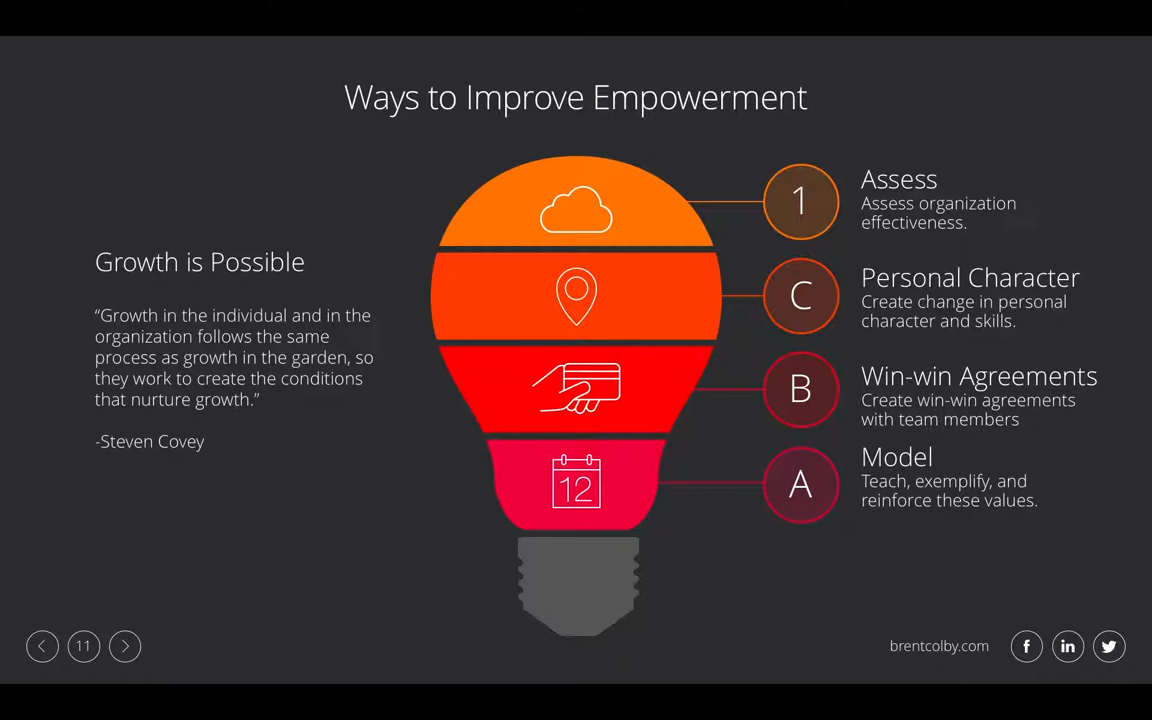 Ways to Improve Empowerment
Growth is Possible
“Growth in the individual and in the
organization follows the same
process as growth in the garden, so
they work to create the conditions
that nurture growth.”
-Steven Covey
12
1
Assess
Assess organization
effectiveness.
C
Personal Character
Create change in personal
character and skills.
B
Win-win Agreements
Create win-win agreements
with team members
A
Model
Teach, exemplify, and
reinforce these values.
11
brentcolby.com
f
in